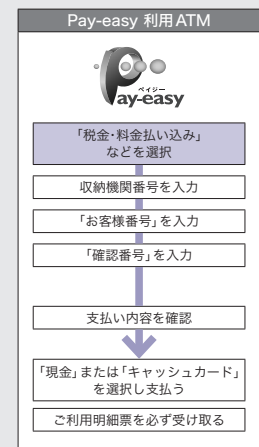 Pay-easy 利用ATM
ペイジー
Pay-easy
「税金・料金払い込み」
などを選択
収納機関番号を入力
「お客様番号」を入力
「確認番号」を入力
支払い内容を確認
「現金」または「キャッシュカード」
を選択し支払う
ご利用明細票を必ず受け取る